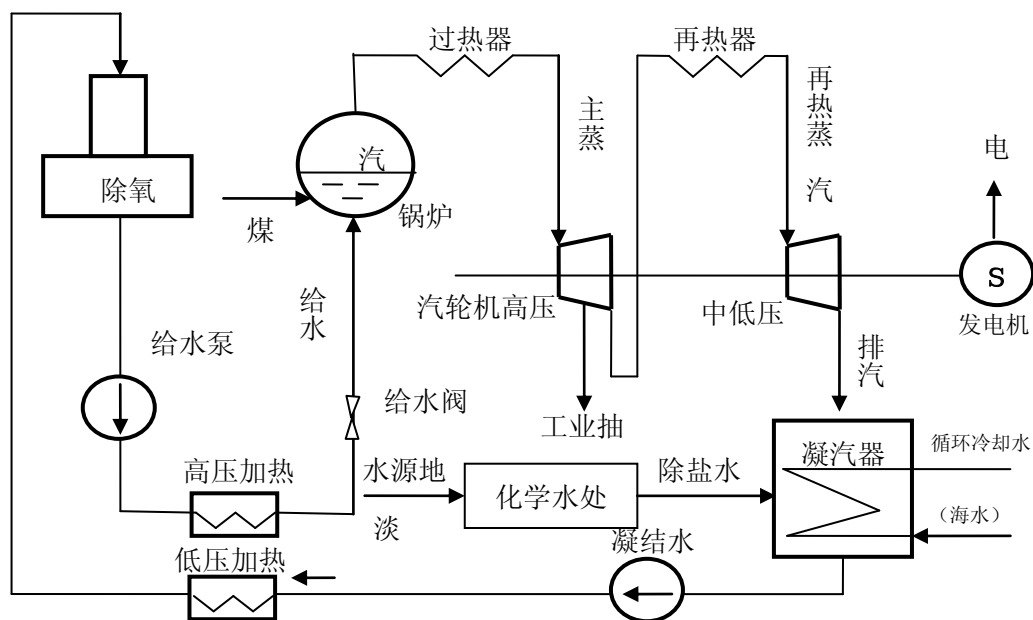 过热器
再热器
主蒸
再热蒸
汽
电
汽
除氧
煤
锅炉
S
给水
汽轮机高压
中低压
发电机
给水泵
排汽
给水阀
工业抽
循环冷却水
凝汽器
高压加热
水源地
除盐水
化学水处
淡
（海水）
低压加热
凝结水